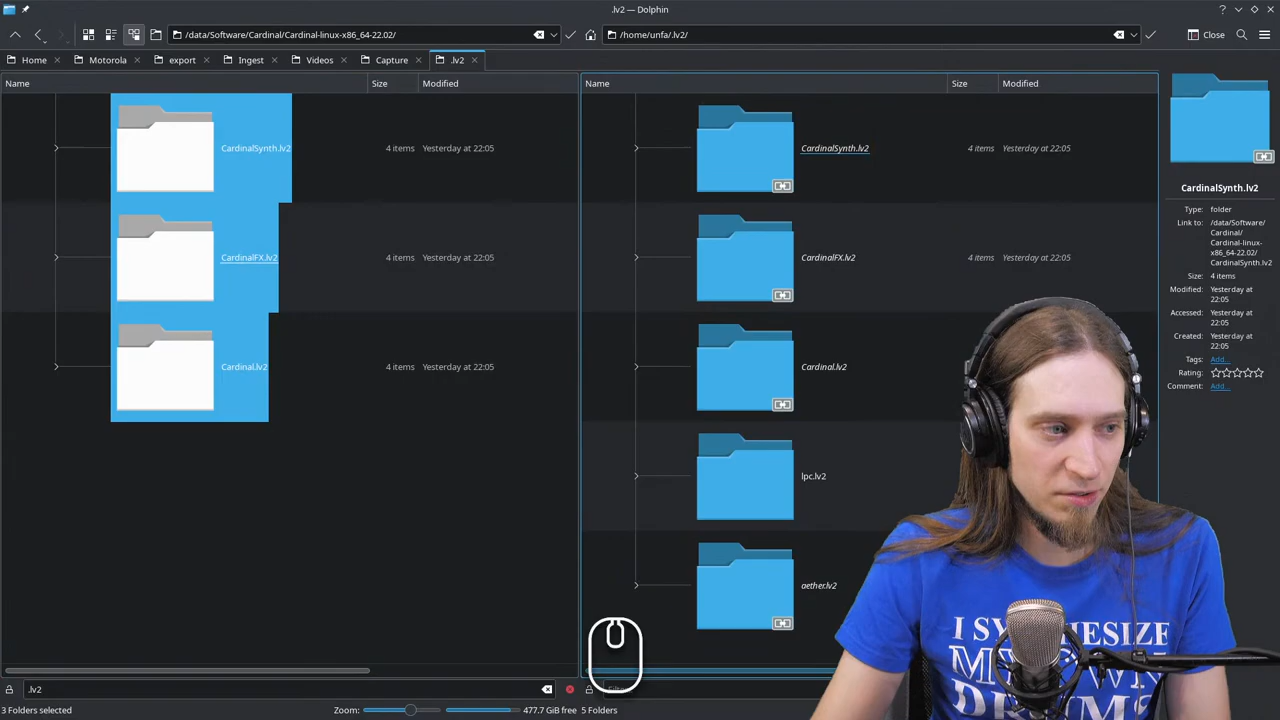 .lv2 — Dolphin
/data/Software/Cardinal/Cardinal-linux-x86_64-22.02/
/home/unfa/.lv2/
Close
Home
Motorola
export
Ingest
Videos
Capture
.lv2
Name Size Modified
CardinalSynth.lv2 4 items Yesterday at 22:05
CardinalFX.lv2 4 items Yesterday at 22:05
Cardinal.lv2 4 items Yesterday at 22:05
.lv2
3 Folders selected
Zoom:
477.7 GiB free
Name Size Modified
CardinalSynth.lv2 4 items Yesterday at 22:05
CardinalFX.lv2 4 items Yesterday at 22:05
Cardinal.lv2
lpc.lv2
aether.lv2
5 Folders
CardinalSynth.lv2
Type: folder
Link to: /data/Software/
Cardinal/
Cardinal-linux-
x86_64-22.02/
CardinalSynth.lv2
Size: 4 items
Modified: Yesterday at
22:05
Accessed: Yesterday at
22:05
Created: Yesterday at
22:05
Tags: Add...
Rating:
Comment: Add...
I SYNTHESIZE
MY OWN
DRUMS